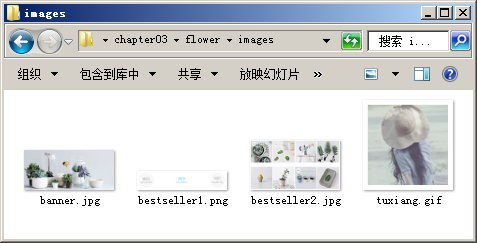 images
chapter03 flower images
搜索 i...
组织 包含到库中 共享 放映幻灯片 »
banner.jpg bestseller1.png bestseller2.jpg tuxiang.gif